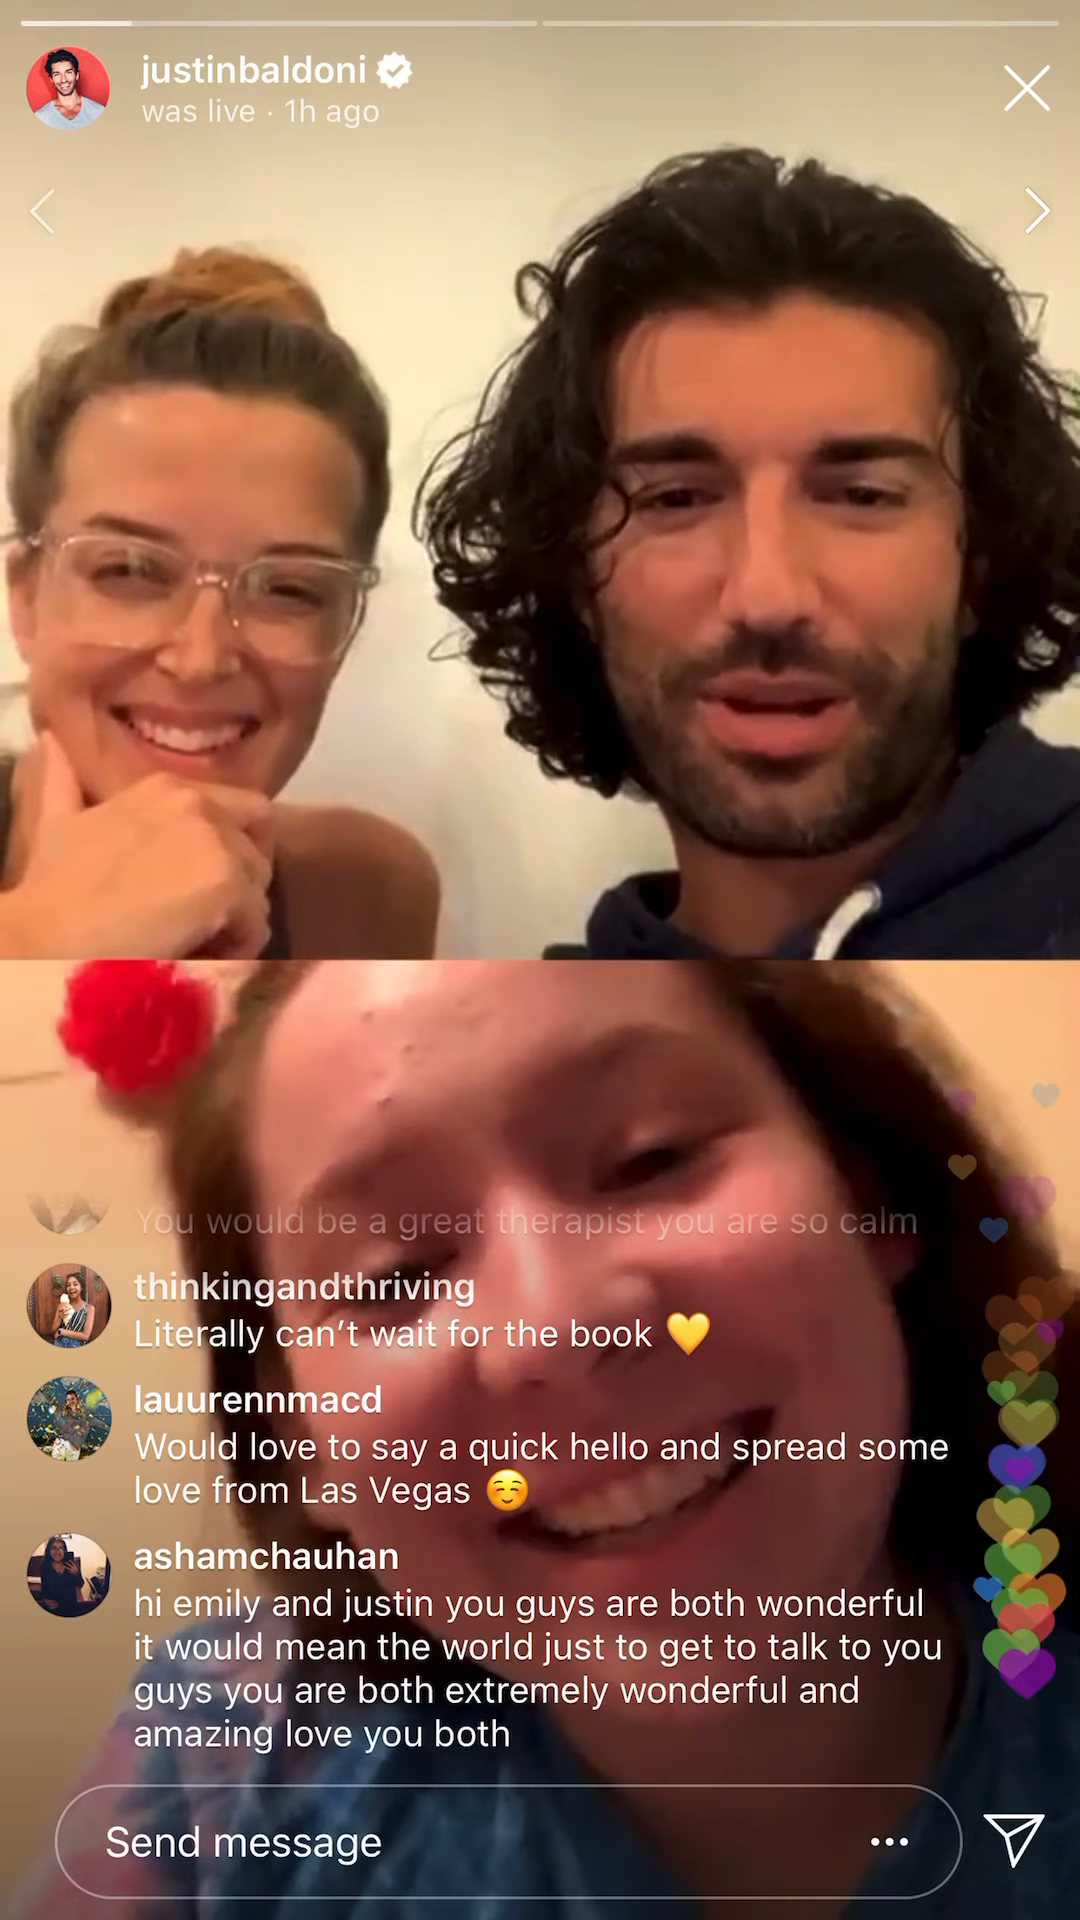 justinbaldoni
was live · 1h ago
You would be a great therapist you are so calm
thinkingandthriving
Literally can't wait for the book 💛
lauurennmacd
Would love to say a quick hello and spread some
love from Las Vegas ☺️
ashamchauhan
hi emily and justin you guys are both wonderful
it would mean the world just to get to talk to you
guys you are both extremely wonderful and
amazing love you both
Send message